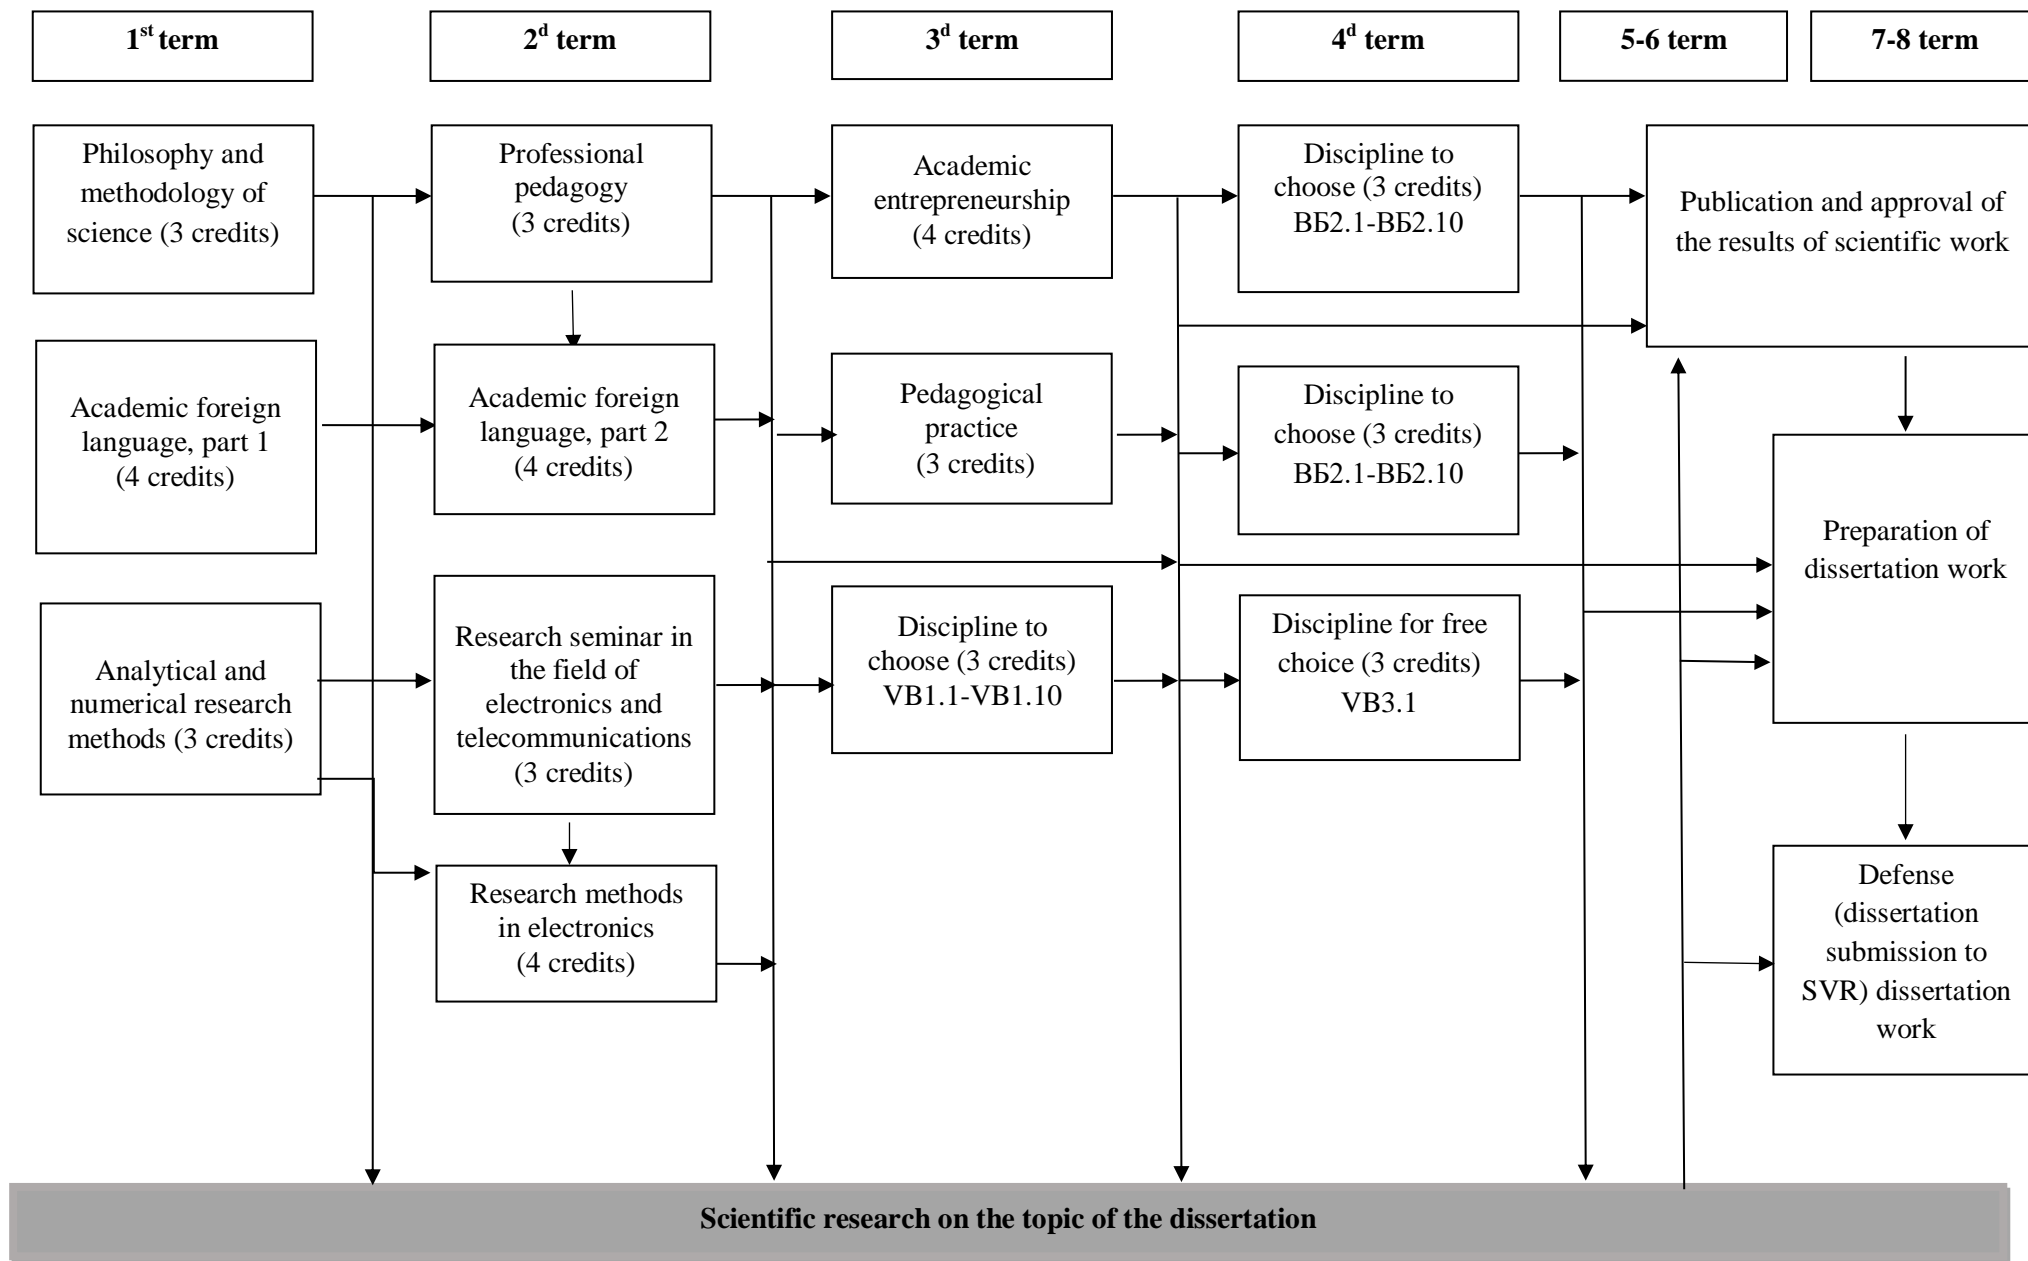 1st term
2d term
3d term
4d term
5-6 term
7-8 term
Philosophy and
methodology of
science (3 credits)
Professional
pedagogy
(3 credits)
Academic
entrepreneurship
(4 credits)
Discipline to
choose (3 credits)
ВБ2.1-ВБ2.10
Publication and approval of
the results of scientific work
Academic foreign
language, part 1
(4 credits)
Academic foreign
language, part 2
(4 credits)
Pedagogical
practice
(3 credits)
Discipline to
choose (3 credits)
ВБ2.1-ВБ2.10
Preparation of
dissertation work
Analytical and
numerical research
methods (3 credits)
Research seminar in
the field of
electronics and
telecommunications
(3 credits)
Discipline to
choose (3 credits)
VB1.1-VB1.10
Discipline for free
choice (3 credits)
VB3.1
Research methods
in electronics
(4 credits)
Defense
(dissertation
submission to
SVR) dissertation
work
Scientific research on the topic of the dissertation